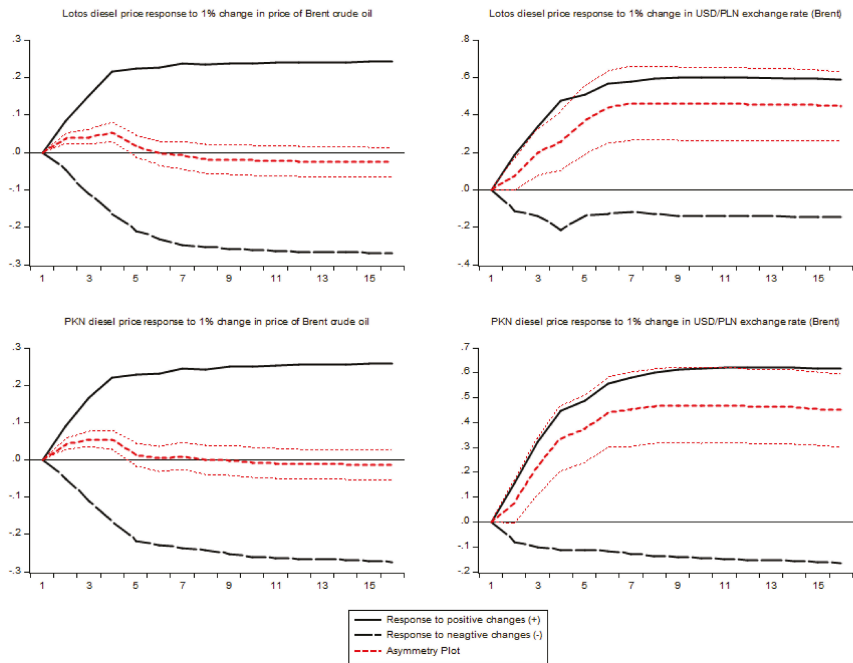 Lotos diesel price response to 1% change in price of Brent crude oil
.3
.2
.1
.0
-.1
-.2
-.3
1 3 5 7 9 11 13 15
Lotos diesel price response to 1% change in USD/PLN exchange rate (Brent)
.8
.6
.4
.2
.0
-.2
-.4
1 3 5 7 9 11 13 15
PKN diesel price response to 1% change in price of Brent crude oil
.3
.2
.1
.0
-.1
-.2
-.3
1 3 5 7 9 11 13 15
PKN diesel price response to 1% change in USD/PLN exchange rate (Brent)
.7
.6
.5
.4
.3
.2
.1
.0
-.1
-.2
1 3 5 7 9 11 13 15
Response to positive changes (+)
Response to neagtive changes (-)
Asymmetry Plot